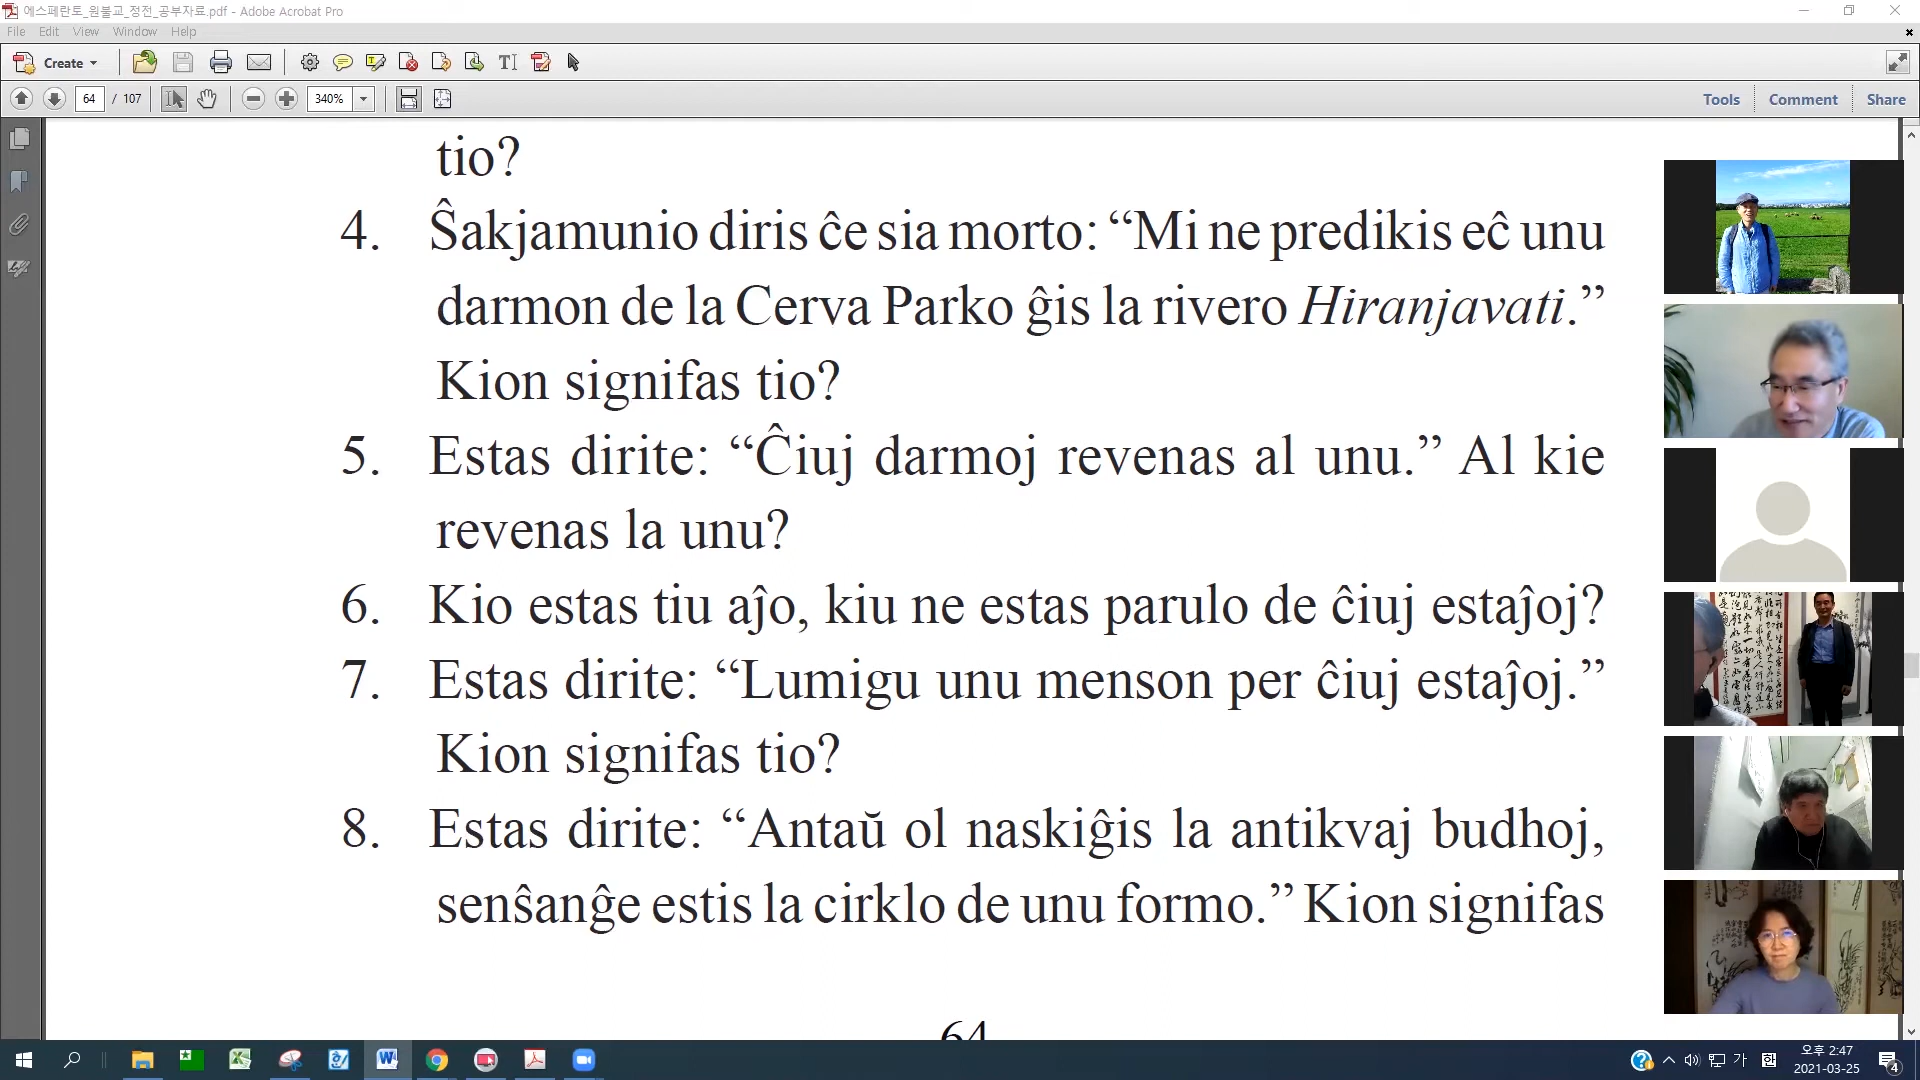 에스페란토_원불교_정전_공부자료.pdf - Adobe Acrobat Pro
File Edit View Window Help
Create
64 / 107 340% Tools Comment Share
tio?
4. Ŝakjamunio diris ĉe sia morto: “Mi ne predikis eĉ unu
darmon de la Cerva Parko ĝis la rivero Hiranjavati.”
Kion signifas tio?
5. Estas dirite: “Ĉiuj darmoj revenas al unu.” Al kie
revenas la unu?
6. Kio estas tiu aĵo, kiu ne estas parulo de ĉiuj estaĵoj?
7. Estas dirite: “Lumigu unu menson per ĉiuj estaĵoj.”
Kion signifas tio?
8. Estas dirite: “Antaŭ ol naskiĝis la antikvaj budhoj,
senŝanĝe estis la cirklo de unu formo.” Kion signifas
64
가 한 오후 2:47
2021-03-25 4